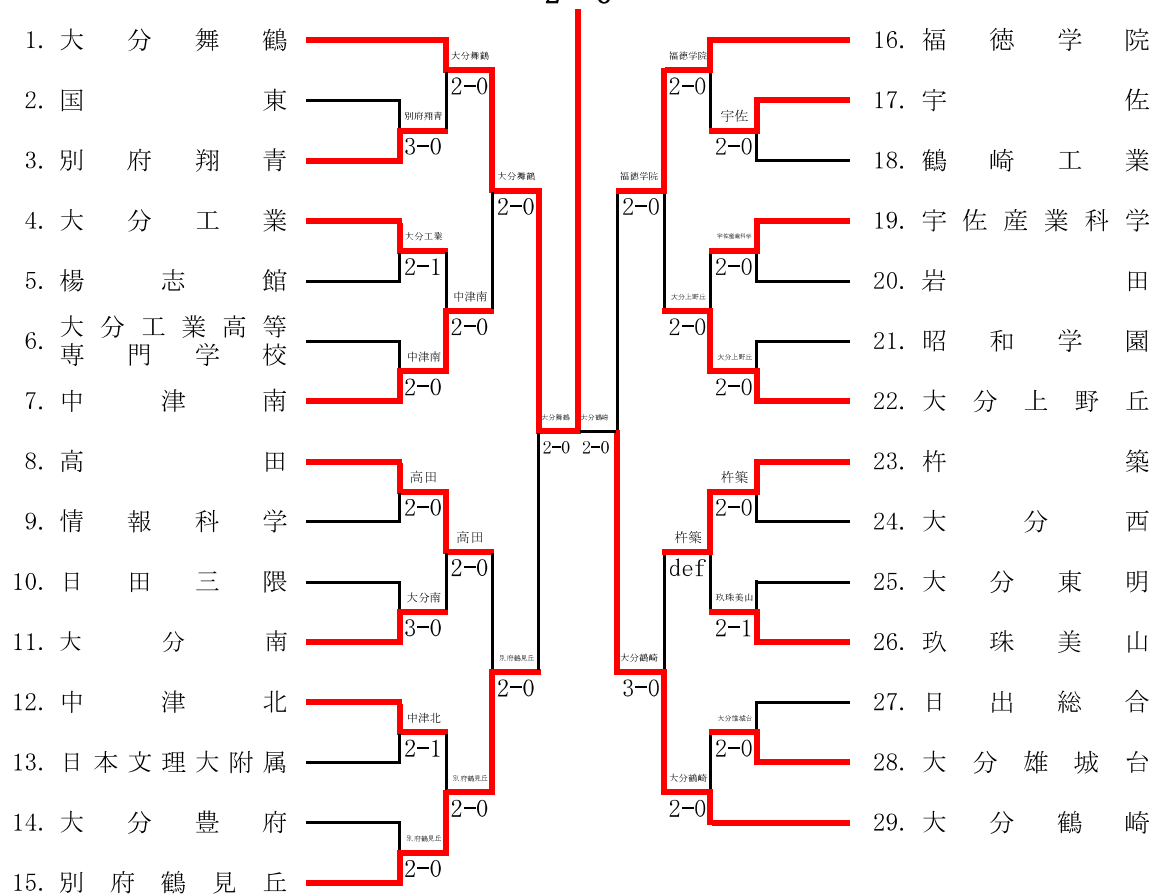 2-0
1. 大分舞鶴
2. 国東
3. 別府翔青
4. 大分工業
5. 楊志館
6. 大分工業高等
専門学校
7. 中津南
8. 高田
9. 情報科学
10. 日田三隈
11. 大分南
12. 中津北
13. 日本文理大附属
14. 大分豊府
15. 別府鶴見丘
別府翔青
3-0
大分工業
2-1
中津南
2-0
高田
2-0
大分南
3-0
中津北
2-1
別府鶴見丘
2-0
大分舞鶴
2-0
中津南
2-0
高田
2-0
別府鶴見丘
2-0
大分舞鶴
2-0
別府鶴見丘
2-0
大分舞鶴
2-0
大分鶴崎
2-0
福徳学院
2-0
大分鶴崎
3-0
福徳学院
2-0
大分上野丘
2-0
杵築
def
大分鶴崎
2-0
宇佐
2-0
宇佐産業科学
2-0
大分上野丘
2-0
杵築
2-0
玖珠美山
2-1
大分雄城台
2-0
16. 福徳学院
17. 宇佐
18. 鶴崎工業
19. 宇佐産業科学
20. 岩田
21. 昭和学園
22. 大分上野丘
23. 杵築
24. 大分西
25. 大分東明
26. 玖珠美山
27. 日出総合
28. 大分雄城台
29. 大分鶴崎